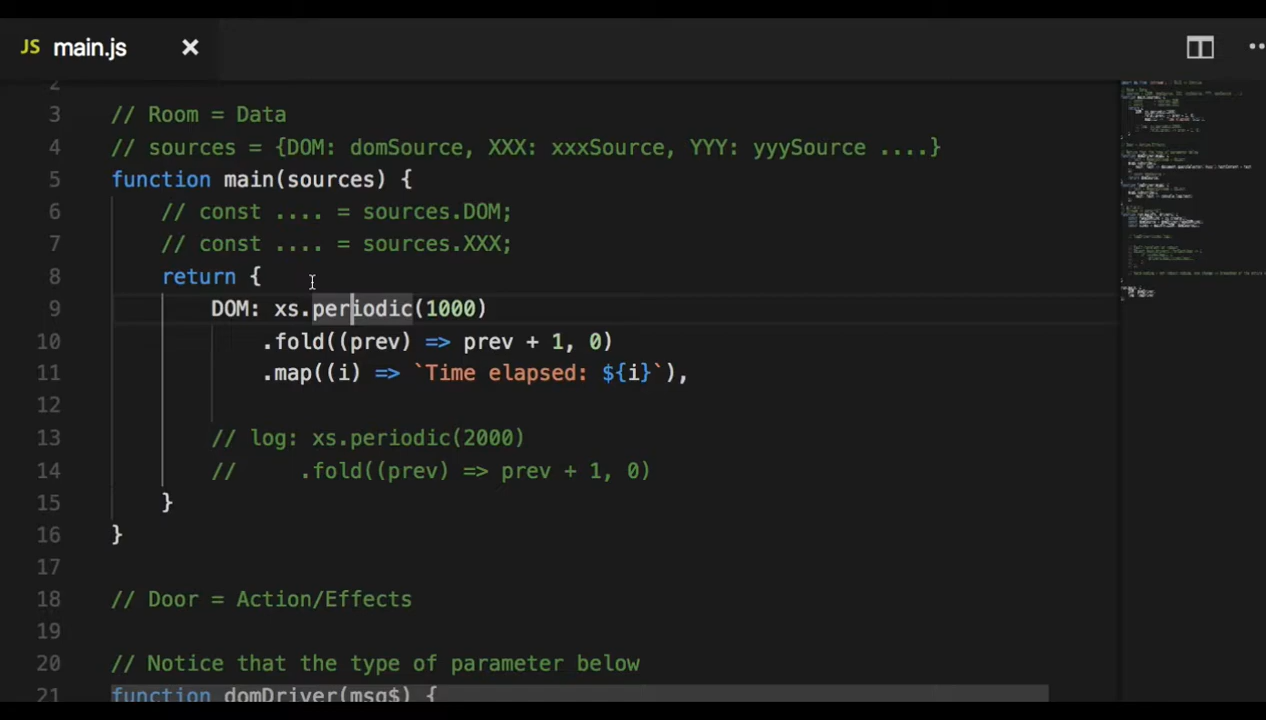 JS main.js ×
2
3 // Room = Data
4 // sources = {DOM: domSource, XXX: xxxSource, YYY: yyySource ....}
5 function main(sources) {
6 // const .... = sources.DOM;
7 // const .... = sources.XXX;
8 return {
9 DOM: xs.periodic(1000)
10 .fold((prev) => prev + 1, 0)
11 .map((i) => `Time elapsed: ${i}`),
12
13 // log: xs.periodic(2000)
14 // .fold((prev) => prev + 1, 0)
15 }
16 }
17
18 // Door = Action/Effects
19
20 // Notice that the type of parameter below
21 function domDriver(msg$) {